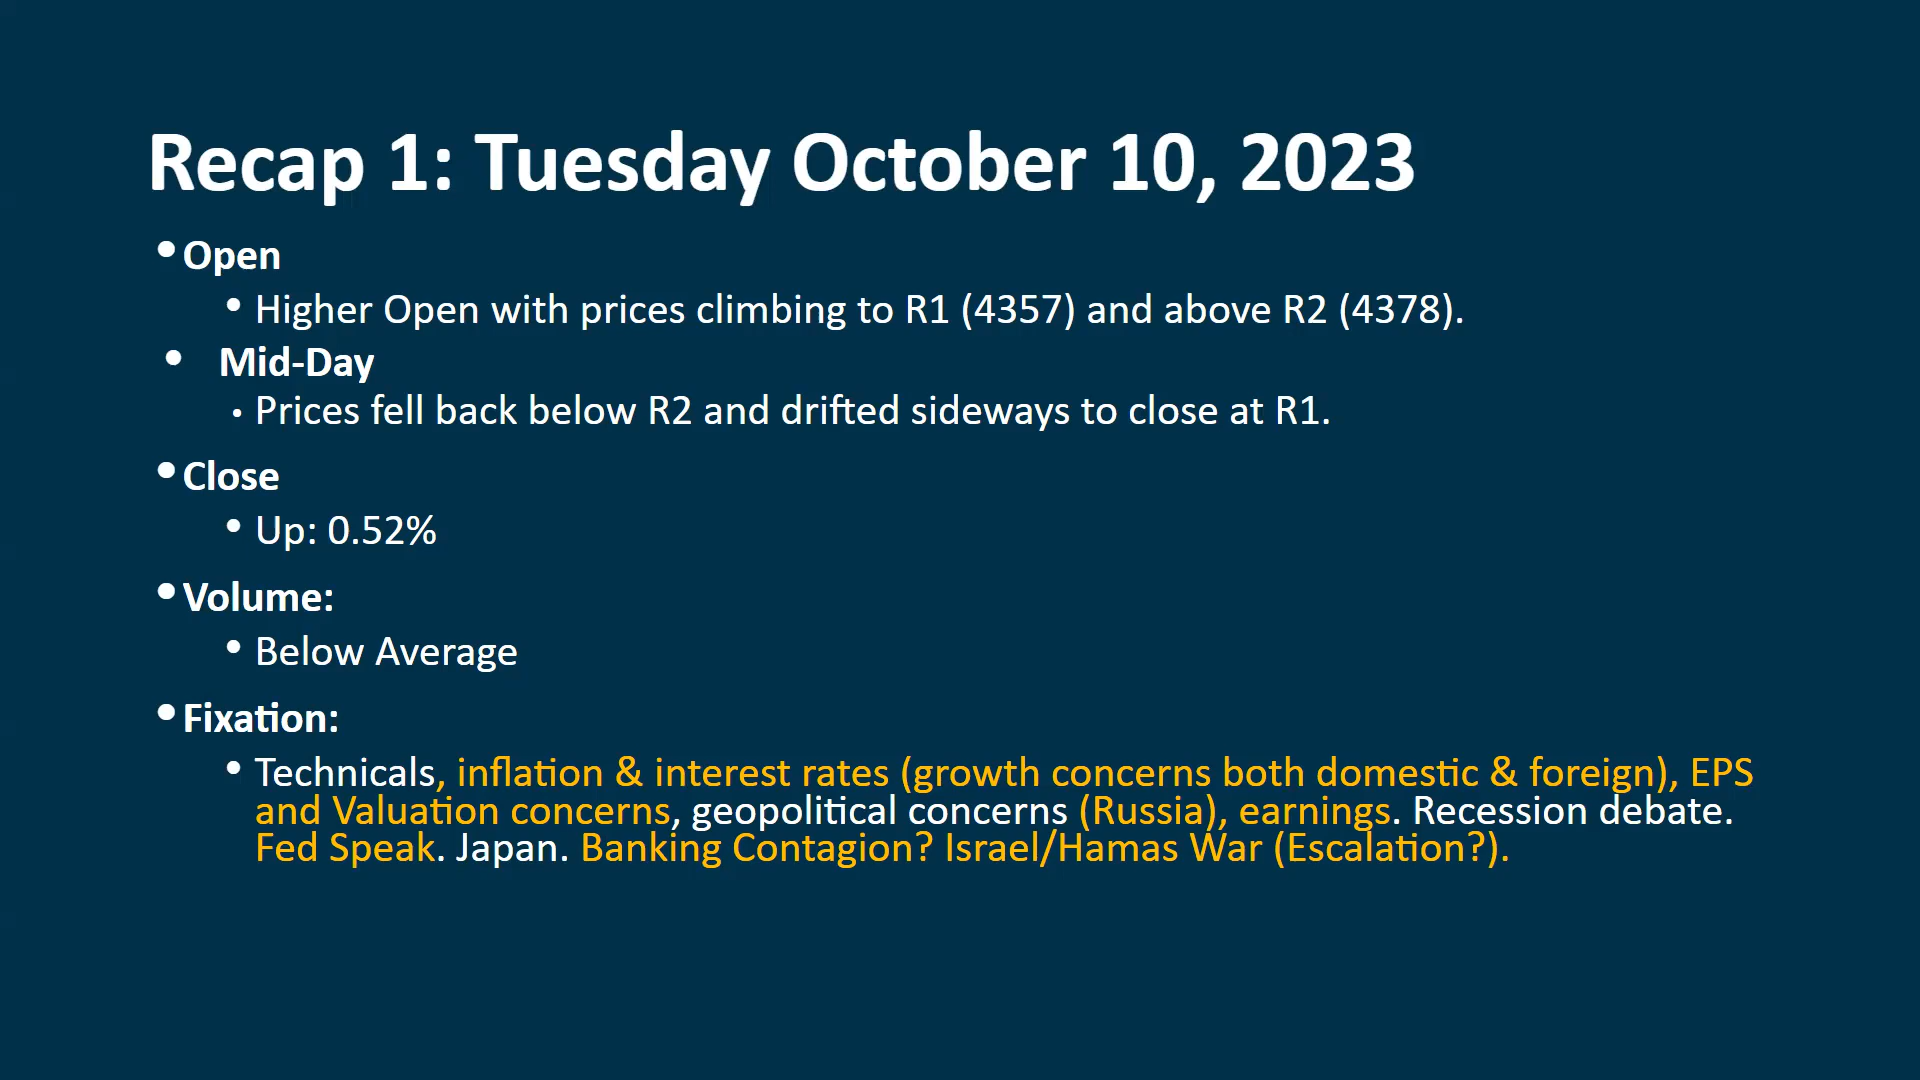 Recap 1: Tuesday October 10, 2023
•Open
• Higher Open with prices climbing to R1 (4357) and above R2 (4378).
• Mid-Day
• Prices fell back below R2 and drifted sideways to close at R1.
•Close
• Up: 0.52%
•Volume:
• Below Average
•Fixation:
• Technicals, inflation & interest rates (growth concerns both domestic & foreign), EPS
and Valuation concerns, geopolitical concerns (Russia), earnings. Recession debate.
Fed Speak. Japan. Banking Contagion? Israel/Hamas War (Escalation?).